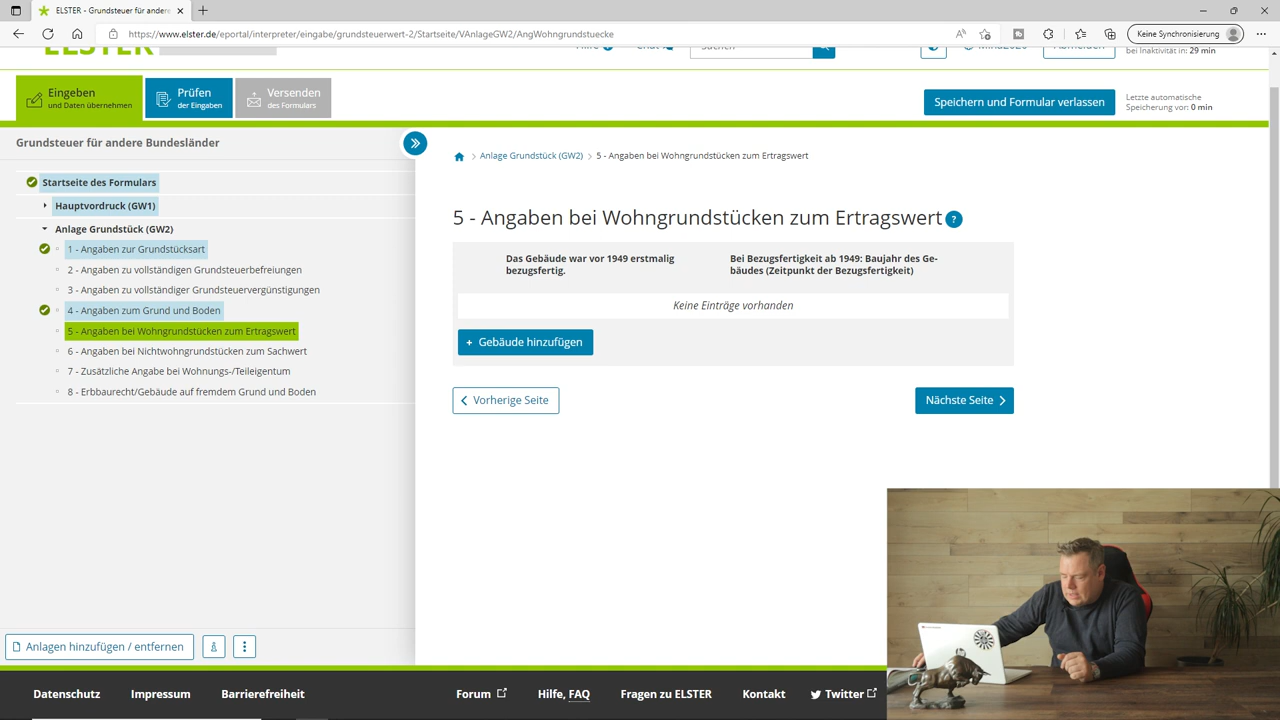 ELSTER - Grundsteuer für andere
https://www.elster.de/eportal/interpreter/eingabe/grundsteuerwert-2/Startseite/VAnlageGW2/AngWohngrundstuecke
Keine Synchronisierung
bei Inaktivität in: 29 min
Eingeben
und Daten übernehmen
Prüfen
der Eingaben
Versenden
des Formulars
Speichern und Formular verlassen
Letzte automatische
Speicherung vor: 0 min
Grundsteuer für andere Bundesländer
Anlage Grundstück (GW2)
5 - Angaben bei Wohngrundstücken zum Ertragswert
Startseite des Formulars
Hauptvordruck (GW1)
Anlage Grundstück (GW2)
1 - Angaben zur Grundstücksart
2 - Angaben zu vollständigen Grundsteuerbefreiungen
3 - Angaben zu vollständiger Grundsteuervergünstigungen
4 - Angaben zum Grund und Boden
5 - Angaben bei Wohngrundstücken zum Ertragswert
6 - Angaben bei Nichtwohngrundstücken zum Sachwert
7 - Zusätzliche Angabe bei Wohnungs-/Teileigentum
8 - Erbbaurecht/Gebäude auf fremdem Grund und Boden
5 - Angaben bei Wohngrundstücken zum Ertragswert ?
Das Gebäude war vor 1949 erstmalig
bezugsfertig.
Bei Bezugsfertigkeit ab 1949: Baujahr des Ge-
bäudes (Zeitpunkt der Bezugsfertigkeit)
Keine Einträge vorhanden
+ Gebäude hinzufügen
Vorherige Seite
Nächste Seite
Anlagen hinzufügen / entfernen
Datenschutz
Impressum
Barrierefreiheit
Forum
Hilfe, FAQ
Fragen zu ELSTER
Kontakt
Twitter